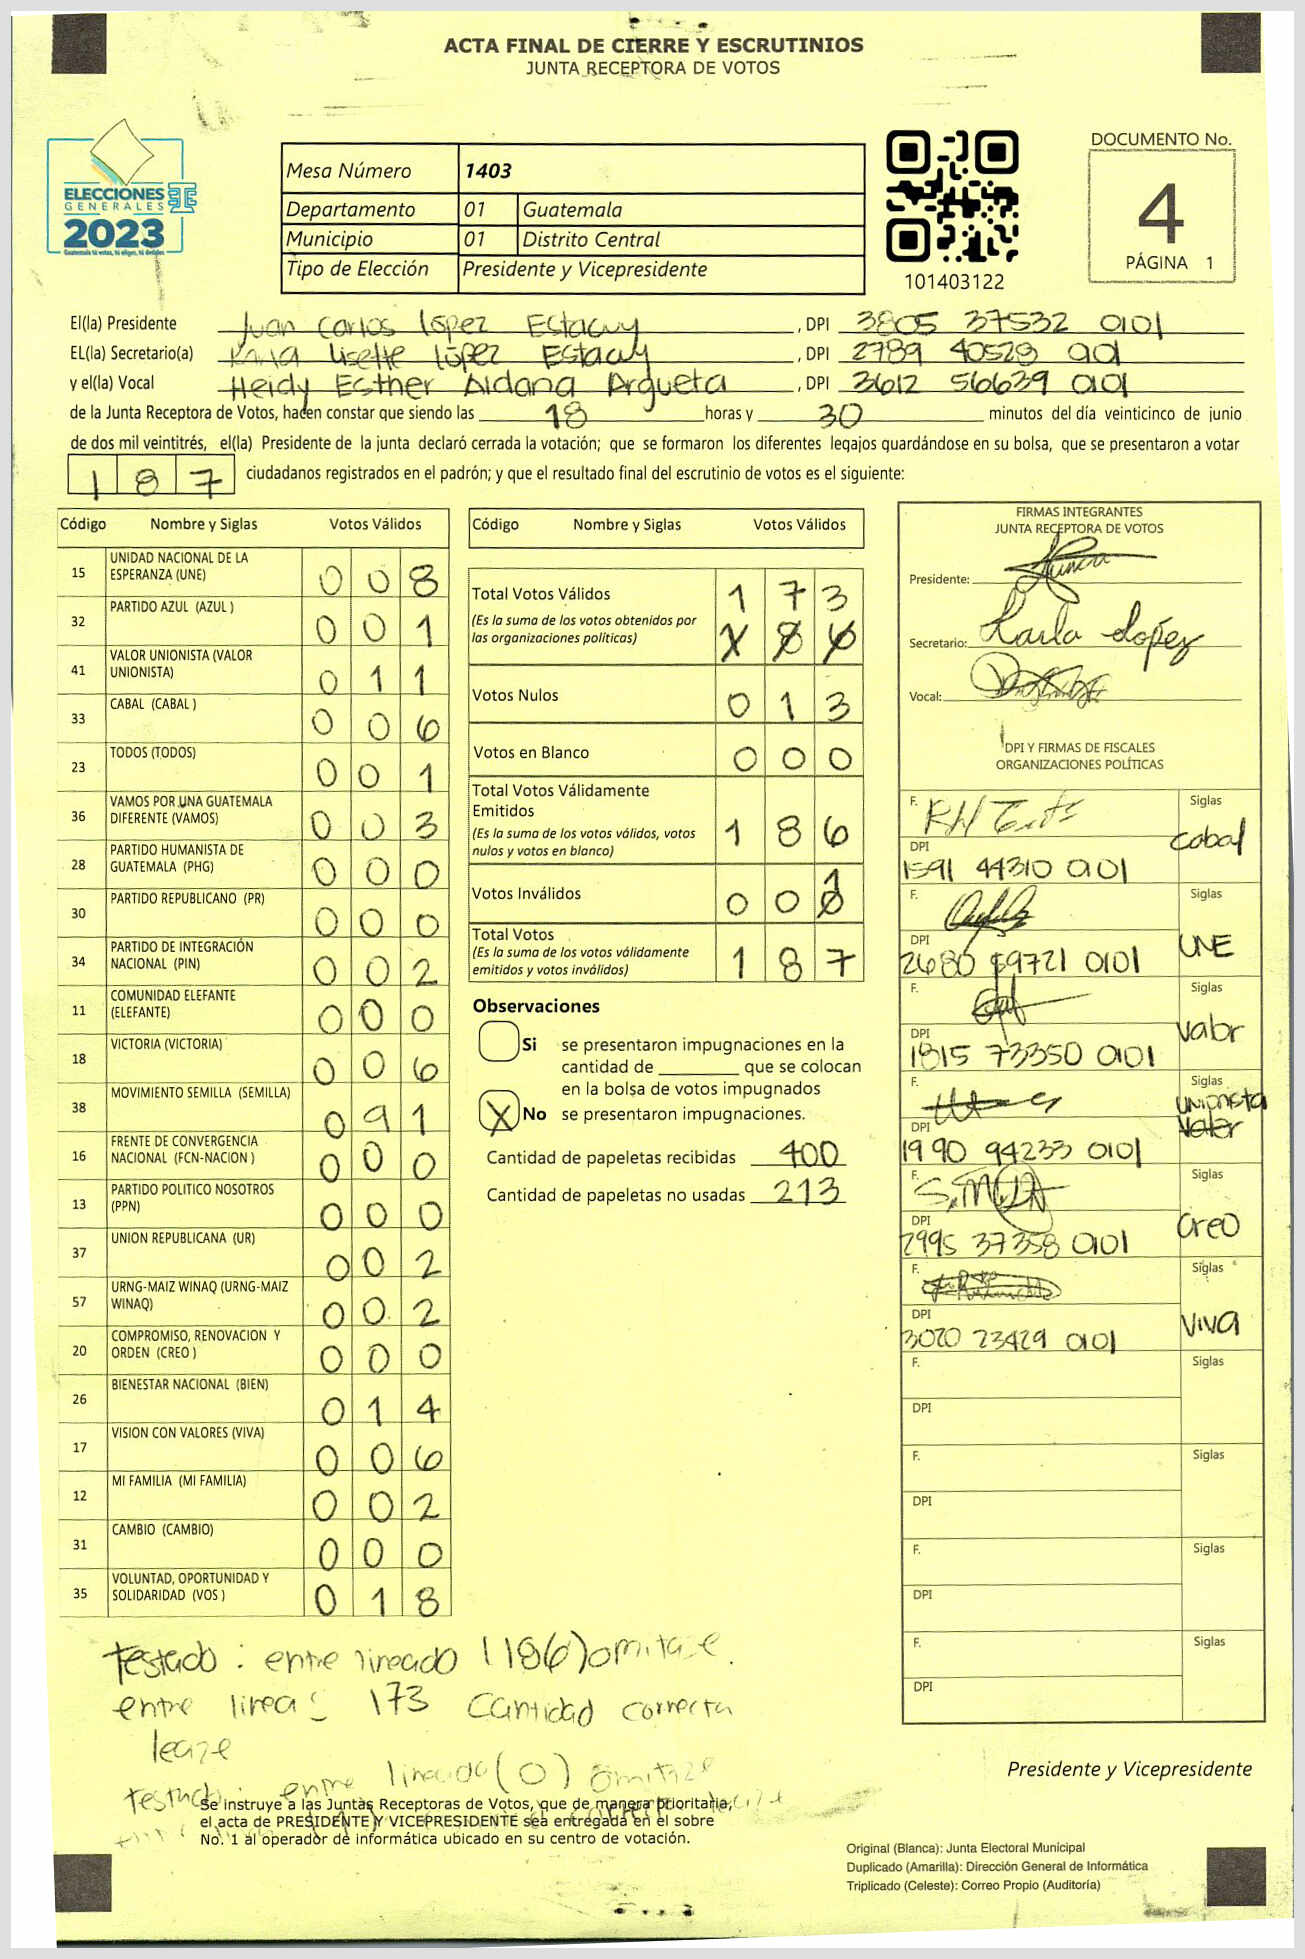 ACTA FINAL DE CIERRE Y ESCRUTINIOS
JUNTA RECEPTORA DE VOTOS
ELECCIONES
GENERALES
2023
Mesa Número 1403
Departamento 01 Guatemala
Municipio 01 Distrito Central
Tipo de Elección Presidente y Vicepresidente
101403122
DOCUMENTO No.
4
PÁGINA 1
El(la) Presidente Juan Carlos López Estacuy , DPI 3805 37532 0101
EL(la) Secretario(a) Karla Lisette López Estacuy , DPI 2789 40528 0101
y el(la) Vocal Heidy Esther Aldana Argueta , DPI 3612 56639 0101
de la Junta Receptora de Votos, hacen constar que siendo las 18 horas y 30 minutos del día veinticinco de junio
de dos mil veintitrés, el(la) Presidente de la junta declaró cerrada la votación; que se formaron los diferentes legajos guardándose en su bolsa, que se presentaron a votar
187 ciudadanos registrados en el padrón; y que el resultado final del escrutinio de votos es el siguiente:
Código Nombre y Siglas Votos Válidos
15 UNIDAD NACIONAL DE LA ESPERANZA (UNE) 0 0 8
32 PARTIDO AZUL (AZUL ) 0 0 1
41 VALOR UNIONISTA (VALOR UNIONISTA) 0 1 1
33 CABAL (CABAL ) 0 0 6
23 TODOS (TODOS) 0 0 1
36 VAMOS POR UNA GUATEMALA DIFERENTE (VAMOS) 0 0 3
28 PARTIDO HUMANISTA DE GUATEMALA (PHG) 0 0 0
30 PARTIDO REPUBLICANO (PR) 0 0 0
34 PARTIDO DE INTEGRACIÓN NACIONAL (PIN) 0 0 2
11 COMUNIDAD ELEFANTE (ELEFANTE) 0 0 0
18 VICTORIA (VICTORIA) 0 0 6
38 MOVIMIENTO SEMILLA (SEMILLA) 0 9 1
16 FRENTE DE CONVERGENCIA NACIONAL (FCN-NACION ) 0 0 0
13 PARTIDO POLITICO NOSOTROS (PPN) 0 0 0
37 UNION REPUBLICANA (UR) 0 0 2
57 URNG-MAIZ WINAQ (URNG-MAIZ WINAQ) 0 0 2
20 COMPROMISO, RENOVACION Y ORDEN (CREO ) 0 0 0
26 BIENESTAR NACIONAL (BIEN) 0 1 4
17 VISION CON VALORES (VIVA) 0 0 6
12 MI FAMILIA (MI FAMILIA) 0 0 2
31 CAMBIO (CAMBIO) 0 0 0
35 VOLUNTAD, OPORTUNIDAD Y SOLIDARIDAD (VOS ) 0 1 8
Código Nombre y Siglas Votos Válidos
Total Votos Válidos 1 7 3
(Es la suma de los votos obtenidos por las organizaciones políticas) 1 8 6
Votos Nulos 0 1 3
Votos en Blanco 0 0 0
Total Votos Válidamente Emitidos
(Es la suma de los votos válidos, votos nulos y votos en blanco) 1 8 6
Votos Inválidos 0 0 0 1
Total Votos
(Es la suma de los votos válidamente emitidos y votos inválidos) 1 8 7
Observaciones
Si se presentaron impugnaciones en la
cantidad de ________ que se colocan
en la bolsa de votos impugnados
X No se presentaron impugnaciones.
Cantidad de papeletas recibidas 400
Cantidad de papeletas no usadas 213
FIRMAS INTEGRANTES
JUNTA RECEPTORA DE VOTOS
Presidente:
Secretario: Karla López
Vocal:
DPI Y FIRMAS DE FISCALES
ORGANIZACIONES POLÍTICAS
F. Siglas
DPI 1591 44310 0101 Cabal
F. Siglas
DPI 2680 59721 0101 UNE
F. Siglas
DPI 1815 73350 0101 Valor
F. Siglas
DPI 1990 94233 0101 Unionista Valor
F. Siglas
DPI 2995 37358 0101 Creo
F. Siglas
DPI 3020 23429 0101 VIVA
F. Siglas
DPI
F. Siglas
DPI
F. Siglas
DPI
F. Siglas
DPI
Testado : entre lineado (186) omitase.
entre linea : 173 Cantidad correcta
lease
Testado : entre lineado (0) omitase
Se instruye a las Juntas Receptoras de Votos, que de manera prioritaria,
el acta de PRESIDENTE Y VICEPRESIDENTE sea entregada en el sobre
No. 1 al operador de informática ubicado en su centro de votación.
Presidente y Vicepresidente
Original (Blanca): Junta Electoral Municipal
Duplicado (Amarilla): Dirección General de Informática
Triplicado (Celeste): Correo Propio (Auditoría)